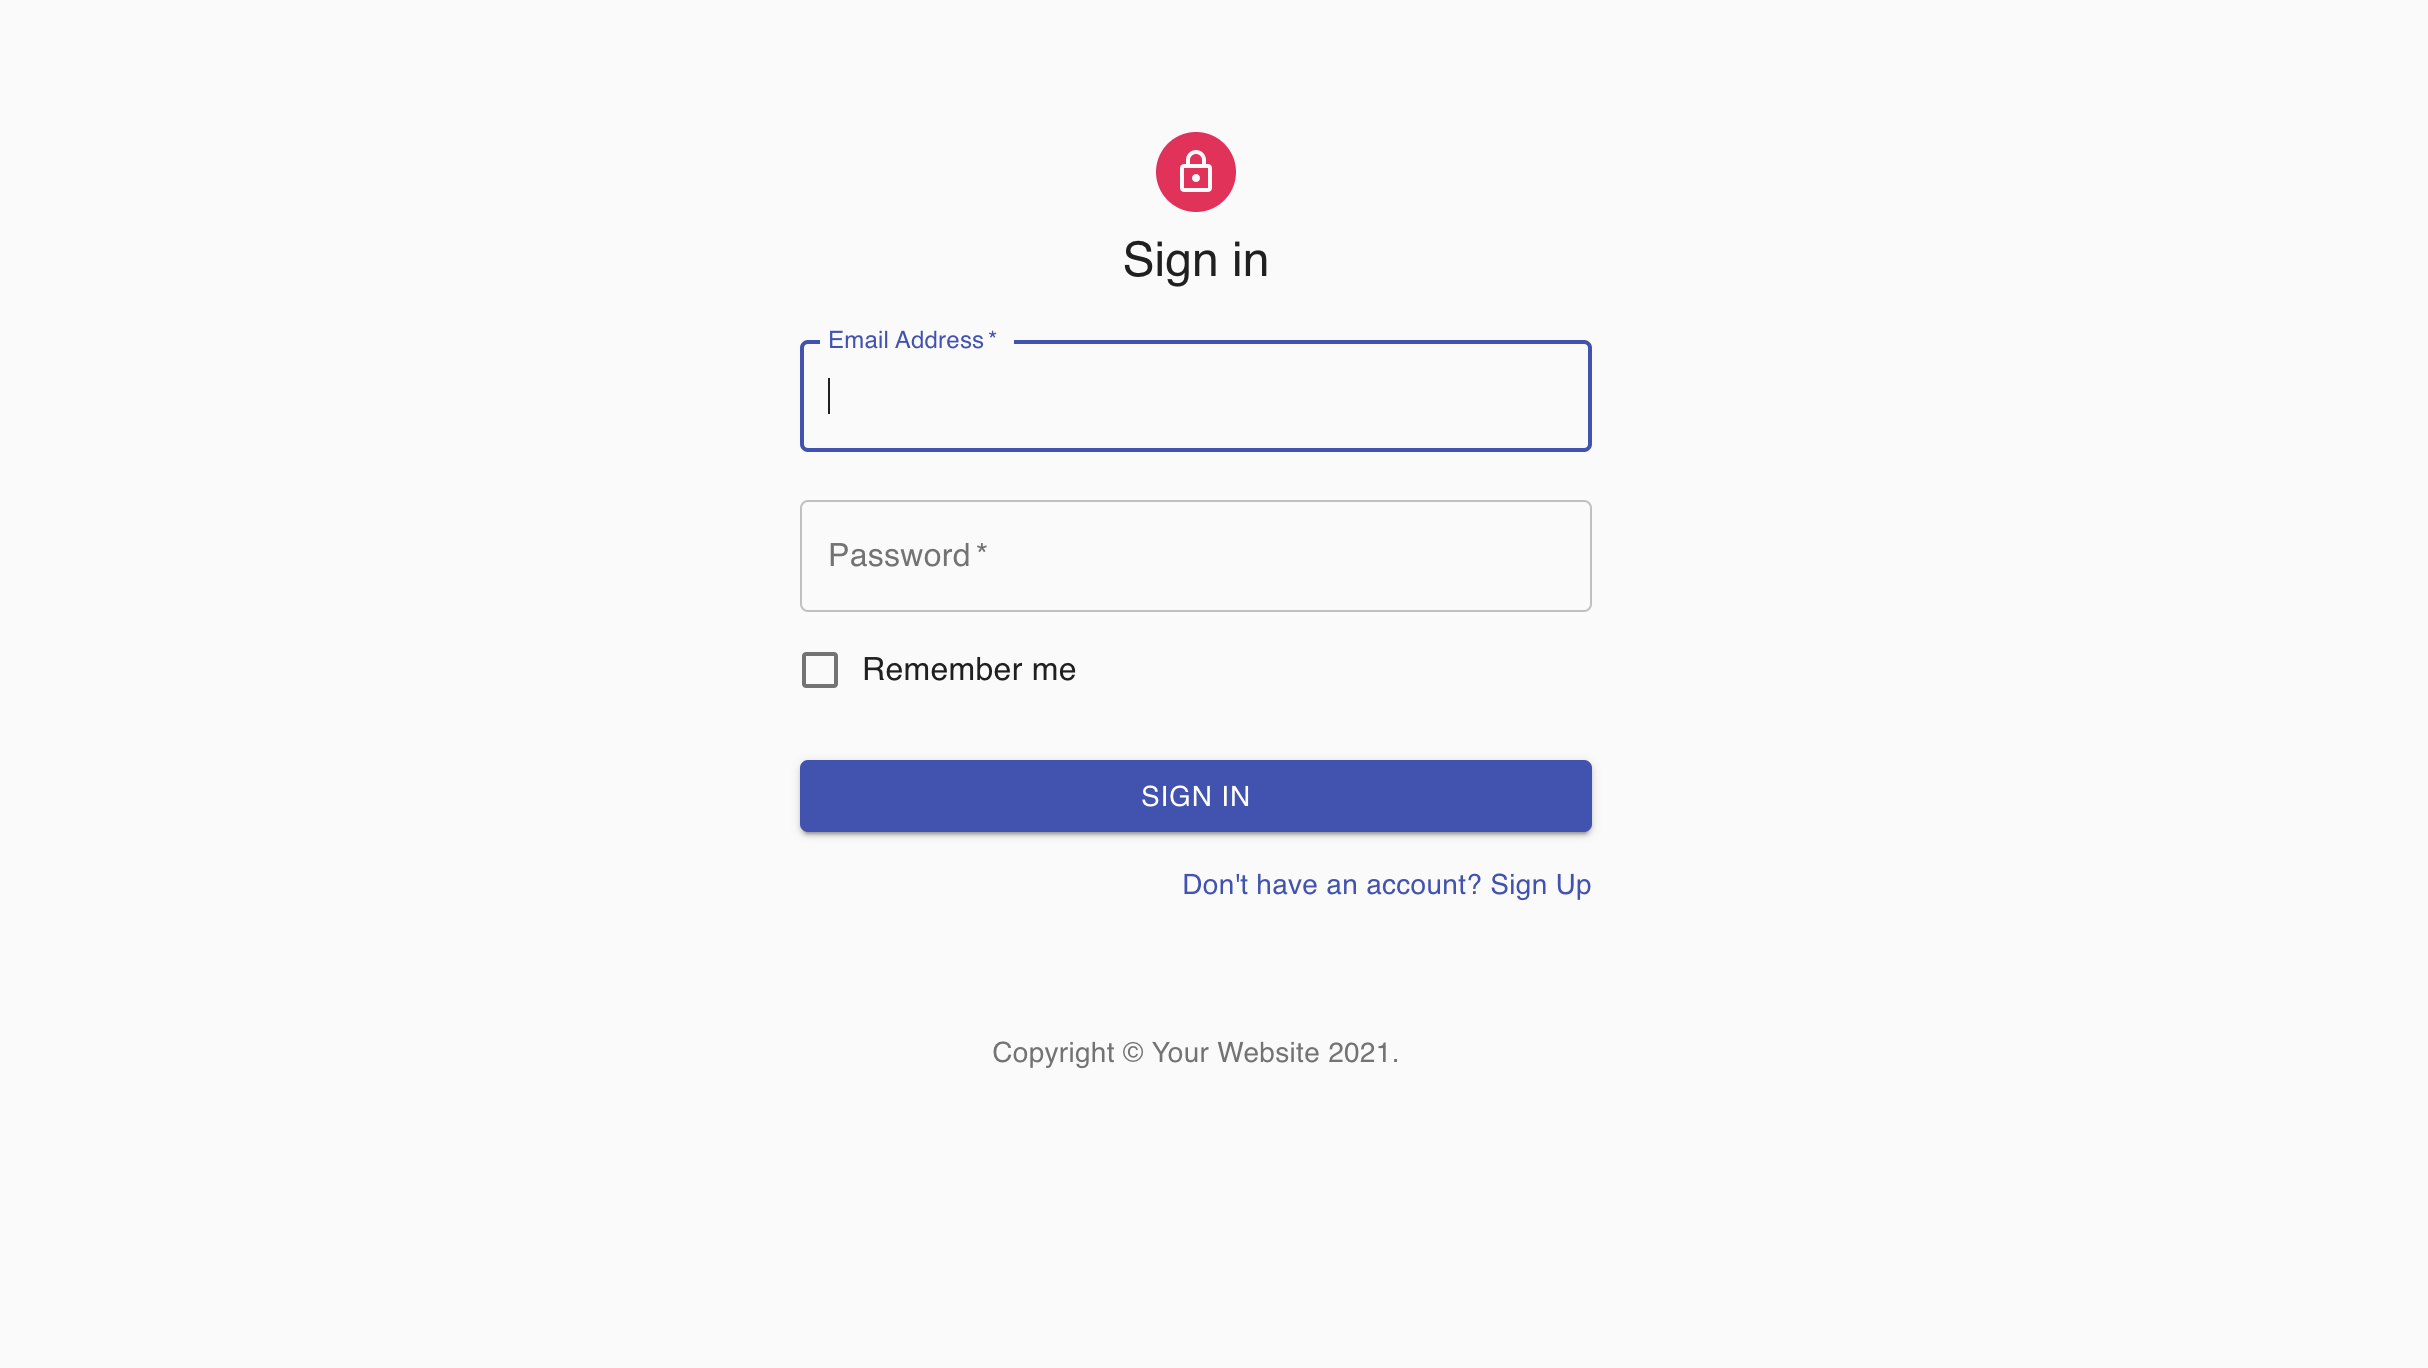 Sign in
Email Address *
Password *
Remember me
SIGN IN
Don't have an account? Sign Up
Copyright © Your Website 2021.